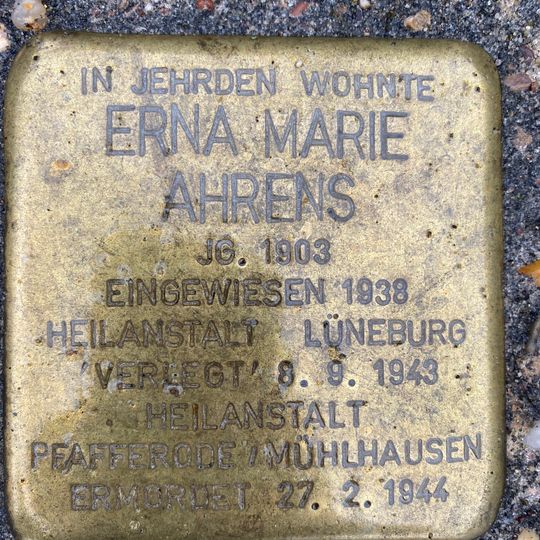 IN JEHRDEN WOHNTE
ERNA MARIE
AHRENS
JG. 1903
EINGEWIESEN 1938
HEILANSTALT LÜNEBURG
'VERLEGT' 8. 9. 1943
HEILANSTALT
PFAFFERODE / MÜHLHAUSEN
ERMORDET 27. 2. 1944